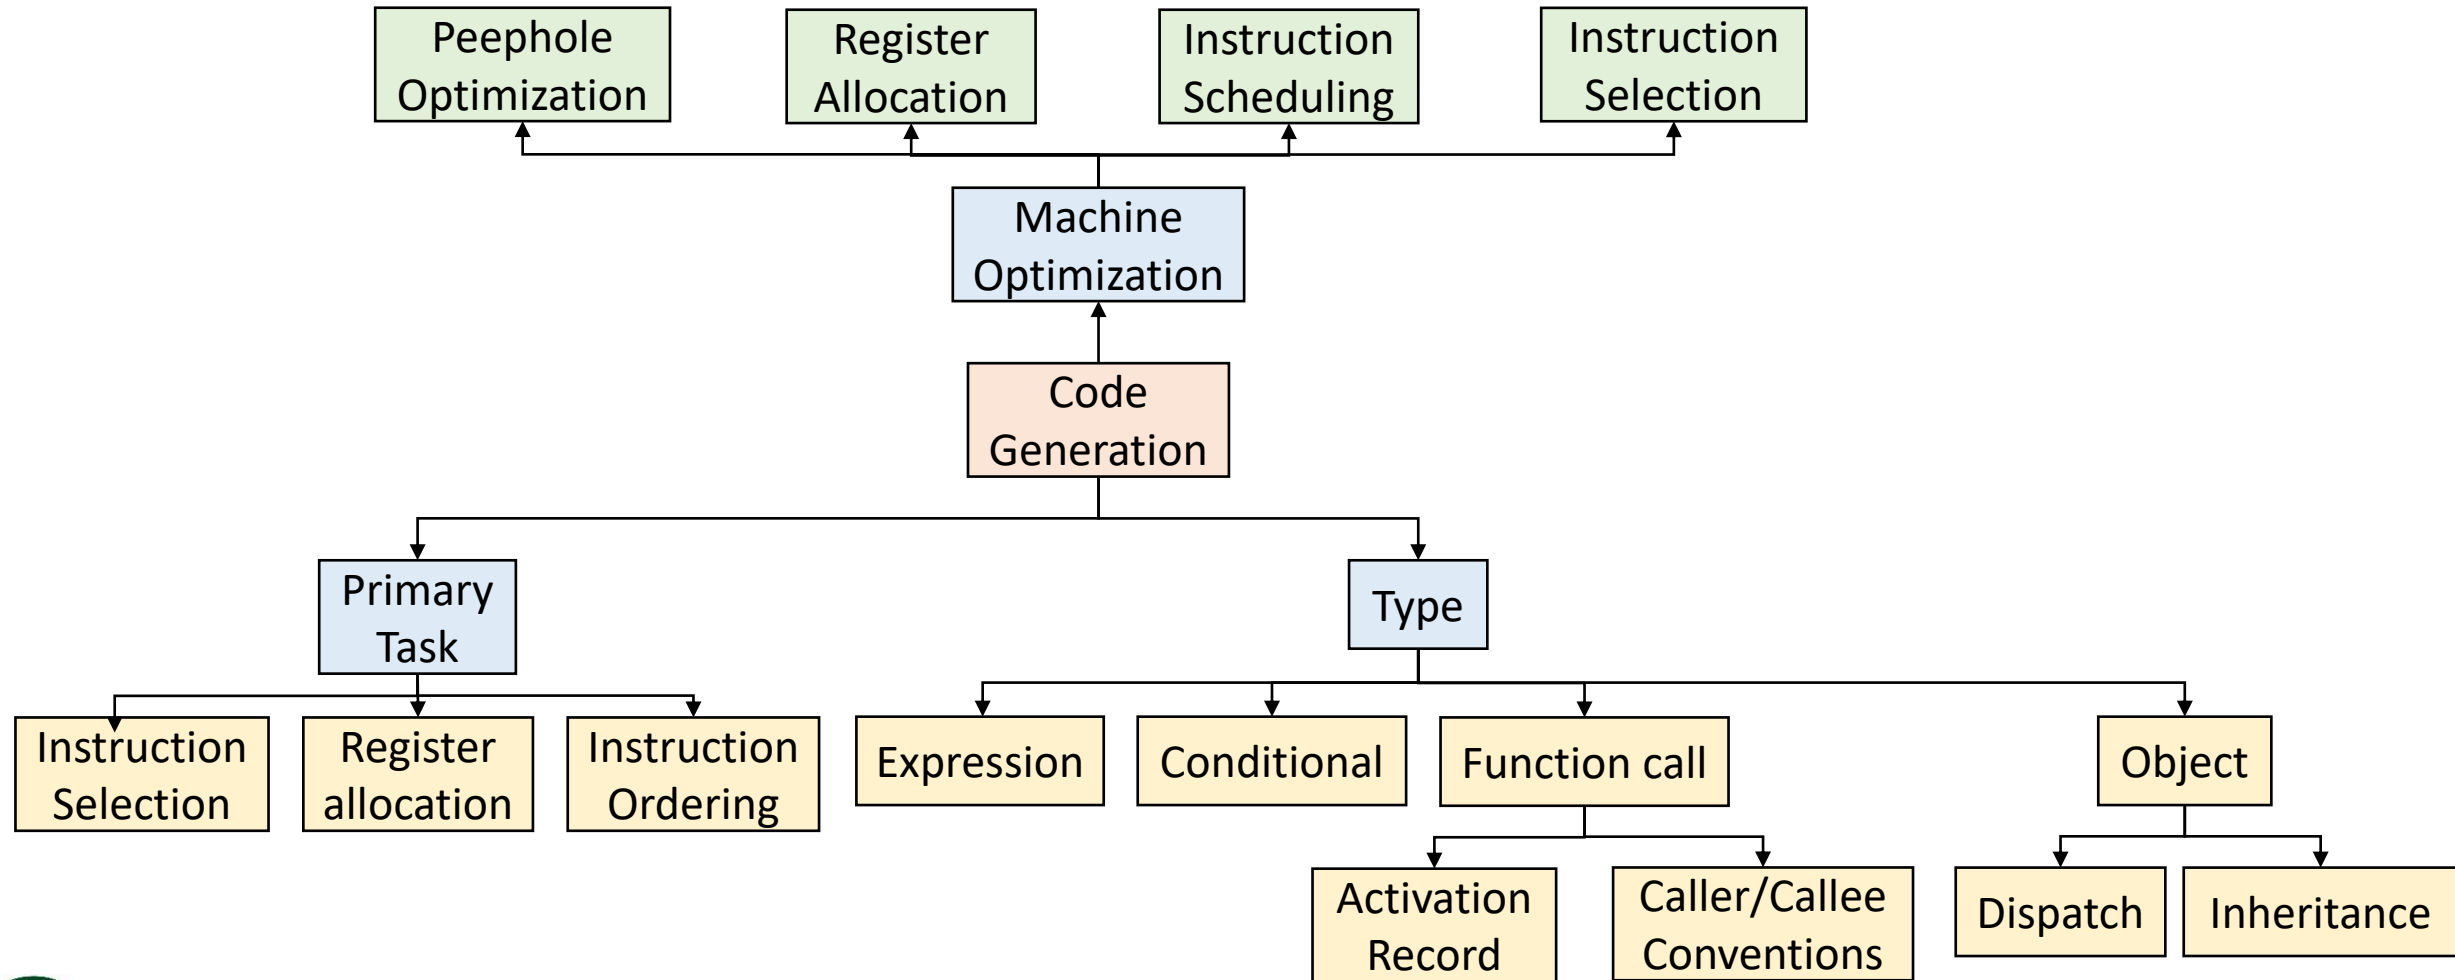 Peephole
Optimization
Register
Allocation
Instruction
Scheduling
Instruction
Selection
Machine
Optimization
Code
Generation
Primary
Task
Type
Instruction
Selection
Register
allocation
Instruction
Ordering
Expression
Conditional
Function call
Object
Activation
Record
Caller/Callee
Conventions
Dispatch
Inheritance